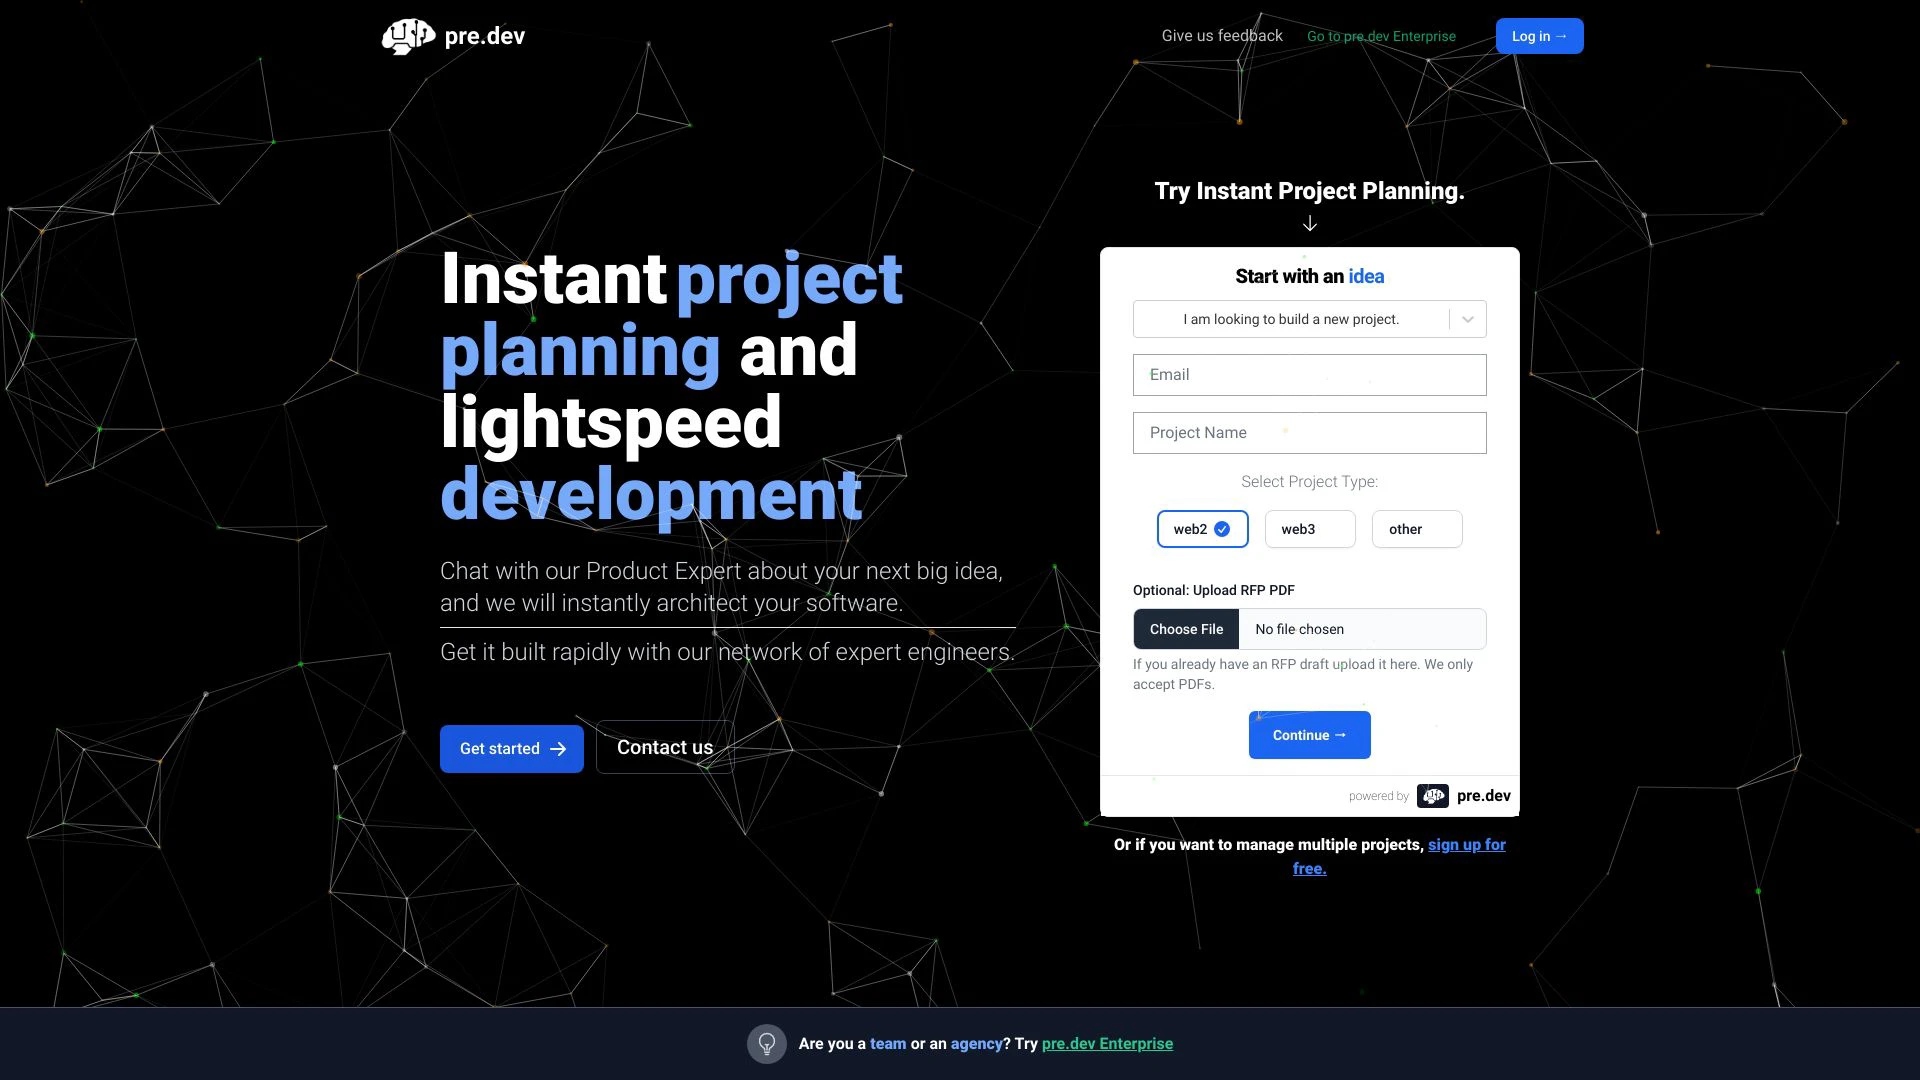 pre.dev
Give us feedback
Go to pre.dev Enterprise
Log in →
Instant project
planning and
lightspeed
development
Chat with our Product Expert about your next big idea,
and we will instantly architect your software.
Get it built rapidly with our network of expert engineers.
Get started →
Contact us
Try Instant Project Planning.
↓
Start with an idea
I am looking to build a new project.
Email
Project Name
Select Project Type:
web2
web3
other
Optional: Upload RFP PDF
Choose File
No file chosen
If you already have an RFP draft upload it here. We only
accept PDFs.
Continue →
powered by pre.dev
Or if you want to manage multiple projects, sign up for
free.
Are you a team or an agency? Try pre.dev Enterprise